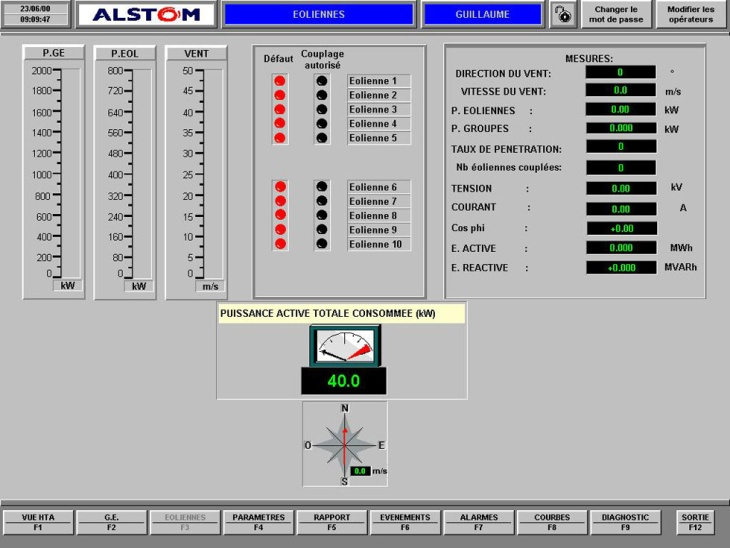 23/06/00
09:09:47
ALSTOM
EOLIENNES
GUILLAUME
Changer le
mot de passe
Modifier les
opérateurs
P.GE
2000
1800
1600
1400
1200
1000
800
600
400
200
0
kW
P.EOL
800
720
640
560
480
400
320
240
160
80
0
kW
VENT
50
45
40
35
30
25
20
15
10
5
0
m/s
Défaut
Couplage
autorisé
Eolienne 1
Eolienne 2
Eolienne 3
Eolienne 4
Eolienne 5
Eolienne 6
Eolienne 7
Eolienne 8
Eolienne 9
Eolienne 10
MESURES:
DIRECTION DU VENT: 0 °
VITESSE DU VENT: 0.0 m/s
P. EOLIENNES : 0.00 kW
P. GROUPES : 0.000 kW
TAUX DE PENETRATION: 0
Nb éoliennes couplées: 0
TENSION : 0.00 kV
COURANT : 0.00 A
Cos phi : +0.00
E. ACTIVE : 0.000 MWh
E. REACTIVE : +0.000 MVARh
PUISSANCE ACTIVE TOTALE CONSOMMEE (kW)
40.0
N
O E
0.0 m/s
S
VUE HTA
F1
G.E.
F2
EOLIENNES
F3
PARAMETRES
F4
RAPPORT
F5
EVENEMENTS
F6
ALARMES
F7
COURBES
F8
DIAGNOSTIC
F9
SORTIE
F12